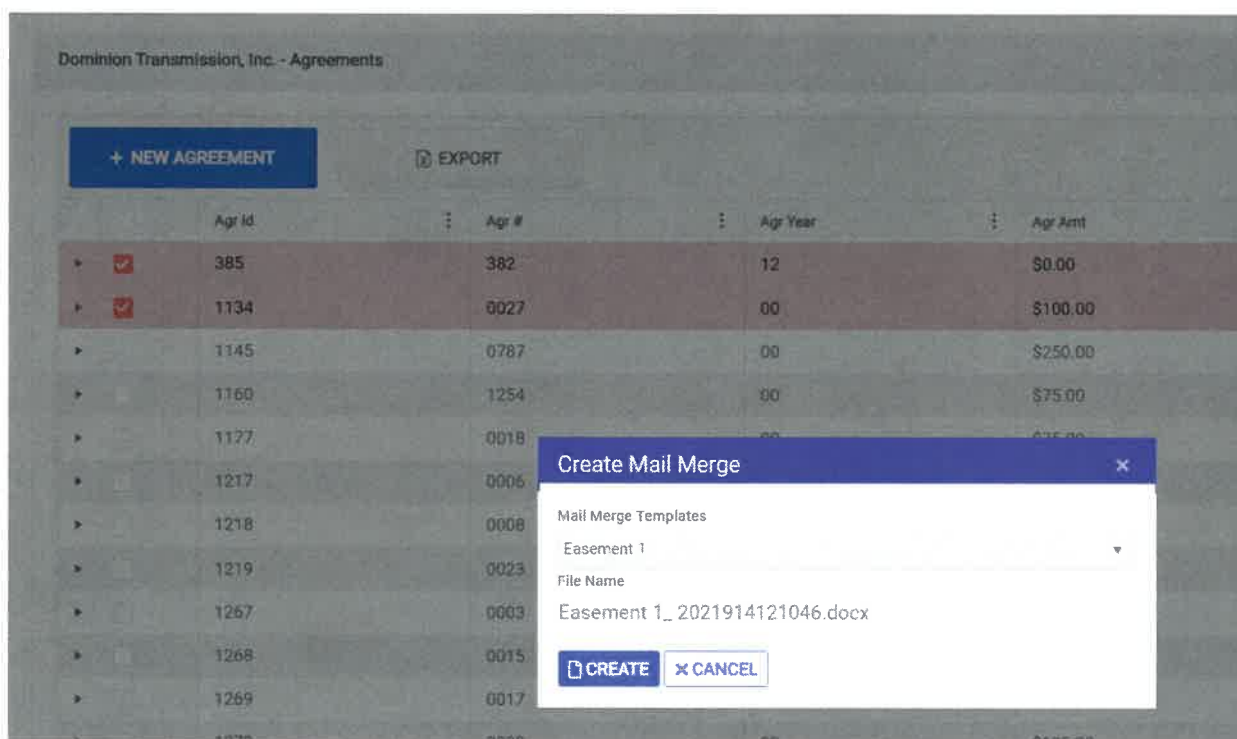 Dominion Transmission, Inc. - Agreements
+ NEW AGREEMENT EXPORT
Agr Id Agr # Agr Year Agr Amt
385 382 12 $0.00
1134 0027 00 $100.00
1145 0787 00 $250.00
1160 1254 00 $75.00
1177 0018
Create Mail Merge ×
1217 0006
Mail Merge Templates
1218 0008
Easement 1
1219 0023
File Name
1267 0003
Easement 1_ 2021914121046.docx
1268 0015
CREATE × CANCEL
1269 0017